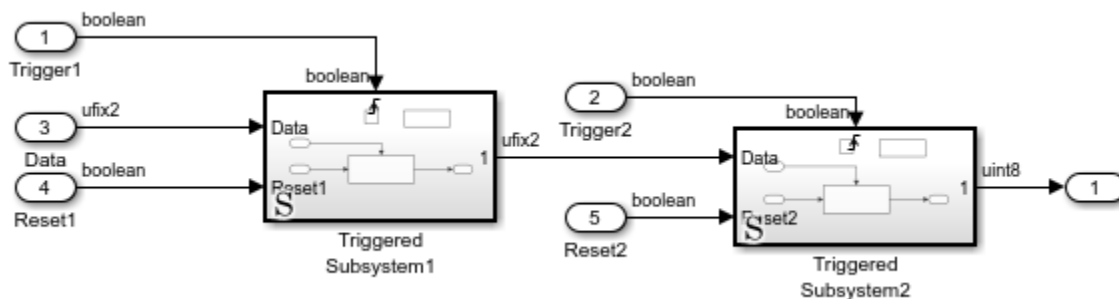 boolean
1
Trigger1
boolean
ufix2
3
Data
boolean
4
Reset1
Data
Reset1
1
S
Triggered
Subsystem1
ufix2
boolean
2
Trigger2
boolean
boolean
5
Reset2
Data
Reset2
1
S
Triggered
Subsystem2
uint8
1